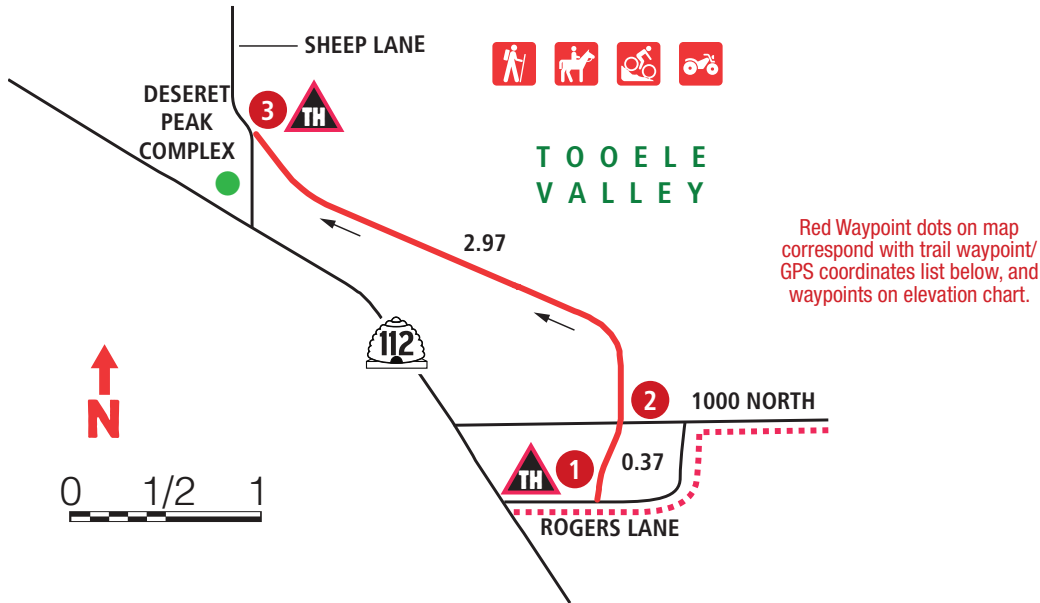 SHEEP LANE
DESERET
PEAK
COMPLEX
3
TH
TOOELE
VALLEY
Red Waypoint dots on map
correspond with trail waypoint/
GPS coordinates list below, and
waypoints on elevation chart.
2.97
112
N
2
1000 NORTH
TH
1
0.37
0 1/2 1
ROGERS LANE